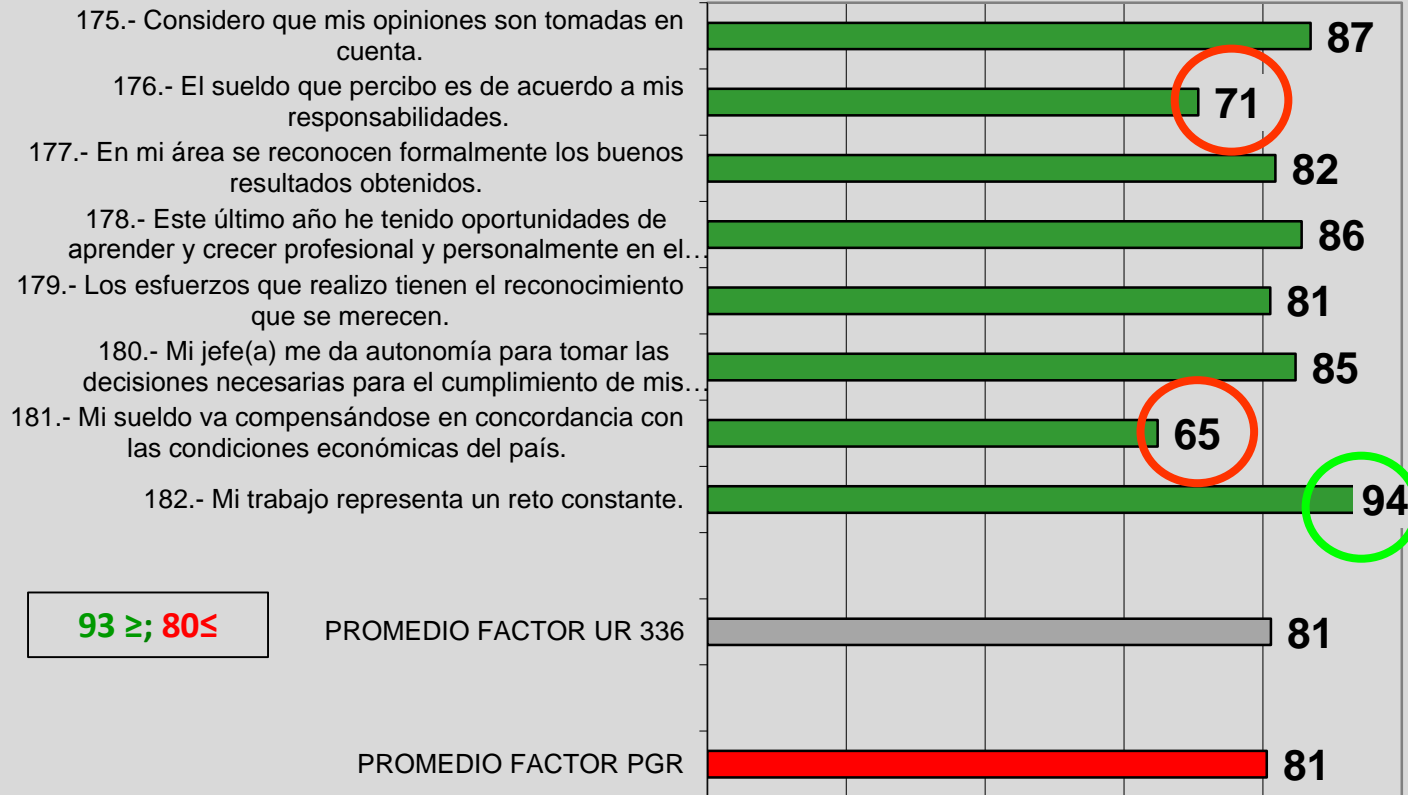 175.- Considero que mis opiniones son tomadas en
cuenta.
87
176.- El sueldo que percibo es de acuerdo a mis
responsabilidades.
71
177.- En mi área se reconocen formalmente los buenos
resultados obtenidos.
82
178.- Este último año he tenido oportunidades de
aprender y crecer profesional y personalmente en el…
86
179.- Los esfuerzos que realizo tienen el reconocimiento
que se merecen.
81
180.- Mi jefe(a) me da autonomía para tomar las
decisiones necesarias para el cumplimiento de mis…
85
181.- Mi sueldo va compensándose en concordancia con
las condiciones económicas del país.
65
182.- Mi trabajo representa un reto constante.
94
93 ≥; 80≤
PROMEDIO FACTOR UR 336
81
PROMEDIO FACTOR PGR
81